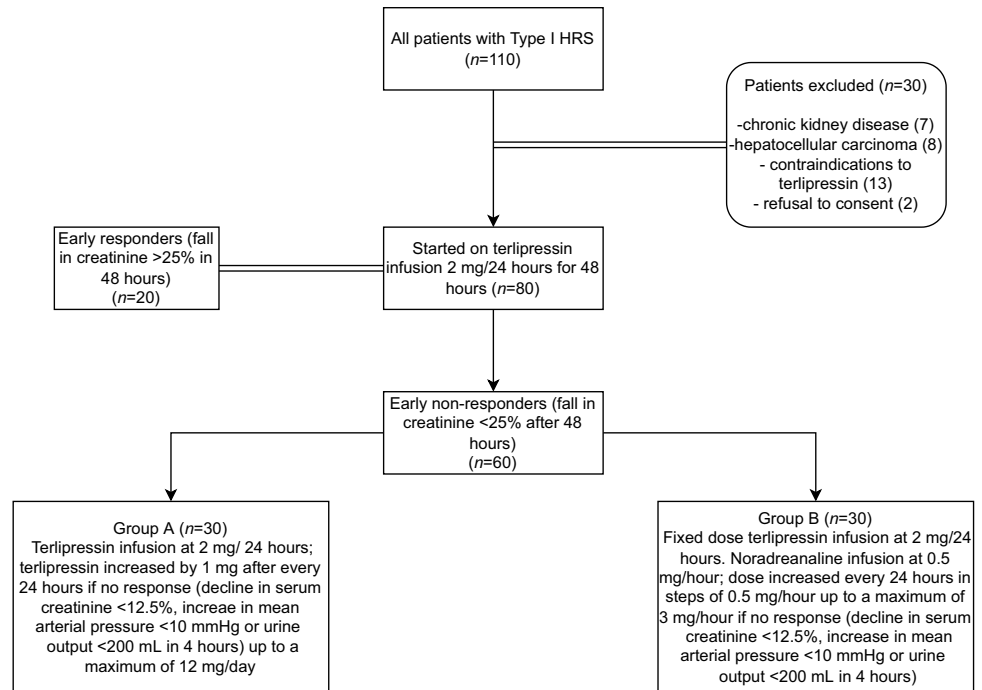 All patients with Type I HRS
(n=110)
Patients excluded (n=30)
-chronic kidney disease (7)
-hepatocellular carcinoma (8)
- contraindications to
terlipressin (13)
- refusal to consent (2)
Early responders (fall
in creatinine >25% in
48 hours)
(n=20)
Started on terlipressin
infusion 2 mg/24 hours for 48
hours (n=80)
Early non-responders (fall in
creatinine <25% after 48
hours)
(n=60)
Group A (n=30)
Terlipressin infusion at 2 mg/ 24 hours;
terlipressin increased by 1 mg after every
24 hours if no response (decline in serum
creatinine <12.5%, increae in mean
arterial pressure <10 mmHg or urine
output <200 mL in 4 hours) up to a
maximum of 12 mg/day
Group B (n=30)
Fixed dose terlipressin infusion at 2 mg/24
hours. Noradreanaline infusion at 0.5
mg/hour; dose increased every 24 hours in
steps of 0.5 mg/hour up to a maximum of
3 mg/hour if no response (decline in serum
creatinine <12.5%, increase in mean
arterial pressure <10 mmHg or urine
output <200 mL in 4 hours)